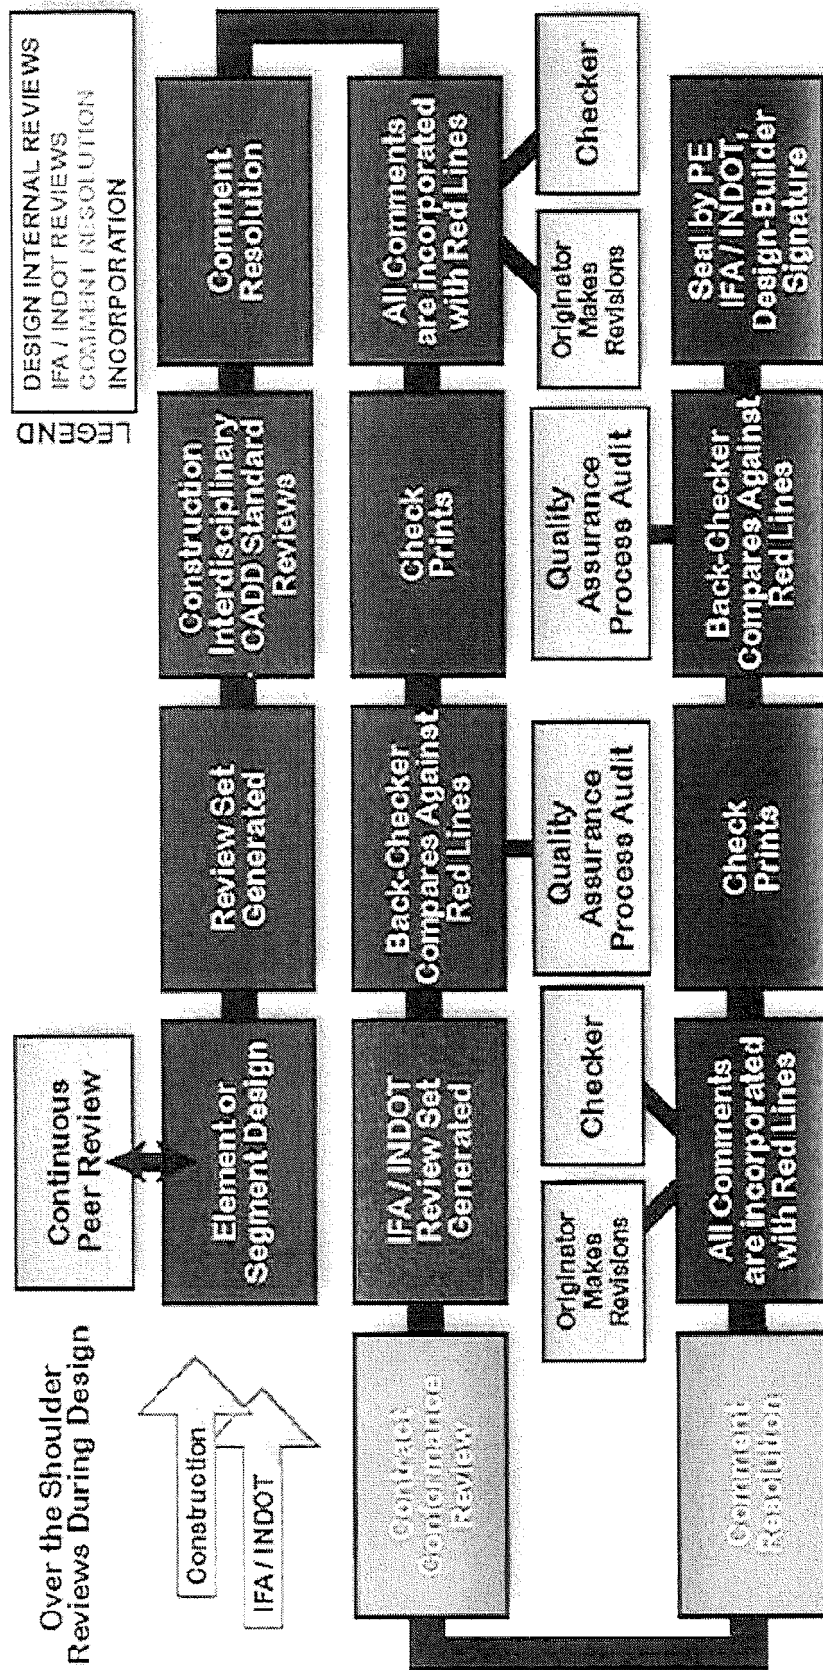 Over the Shoulder
Reviews During Design
Construction
IFA / INDOT
Continuous
Peer Review
LEGEND
DESIGN INTERNAL REVIEWS
IFA / INDOT REVIEWS
COMMENT RESOLUTION
INCORPORATION
Element or
Segment Design
Review Set
Generated
Construction
Interdisciplinary
CADD Standard
Reviews
Comment
Resolution
Contract
Conformance
Review
IFA / INDOT
Review Set
Generated
Back-Checker
Compares Against
Red Lines
Check
Prints
All Comments
are incorporated
with Red Lines
Originator
Makes
Revisions
Checker
Quality
Assurance
Process Audit
Quality
Assurance
Process Audit
Originator
Makes
Revisions
Checker
Comment
Resolution
All Comments
are incorporated
with Red Lines
Check
Prints
Back-Checker
Compares Against
Red Lines
Seal by PE
IFA / INDOT,
Design-Builder
Signature